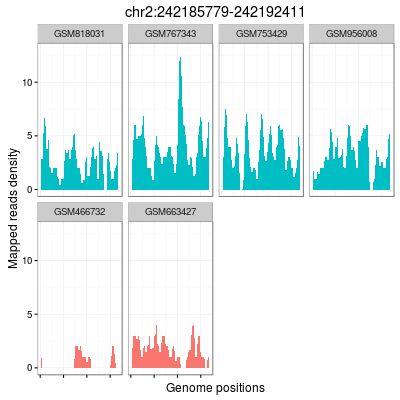 chr2:242185779-242192411
GSM818031 GSM767343 GSM753429 GSM956008
10
5
0
GSM466732 GSM663427
10
5
0
Mapped reads density
Genome positions